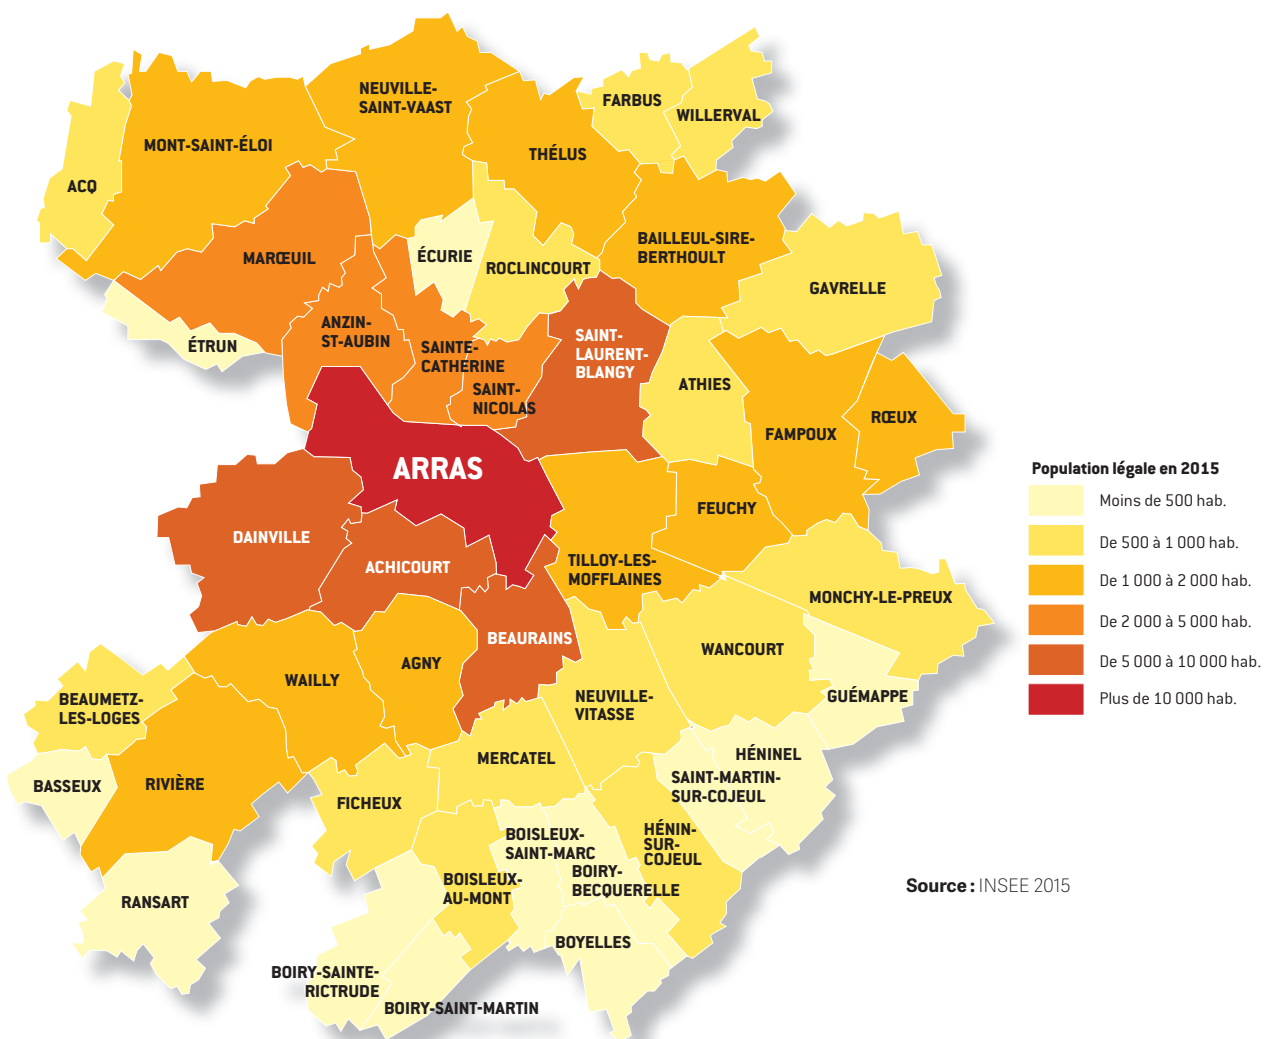 NEUVILLE-
SAINT-VAAST
FARBUS
WILLERVAL
MONT-SAINT-ÉLOI
THÉLUS
ACQ
MARŒUIL
ÉCURIE
ROCLINCOURT
BAILLEUL-SIRE-
BERTHOULT
GAVRELLE
ÉTRUN
ANZIN-
ST-AUBIN
SAINTE-
CATHERINE
SAINT-
NICOLAS
SAINT-
LAURENT-
BLANGY
ATHIES
FAMPOUX
RŒUX
ARRAS
FEUCHY
DAINVILLE
ACHICOURT
TILLOY-LES-
MOFFLAINES
MONCHY-LE-PREUX
BEAURAINS
WANCOURT
AGNY
WAILLY
GUÉMAPPE
BEAUMETZ-
LES-LOGES
NEUVILLE-
VITASSE
MERCATEL
HÉNINEL
SAINT-MARTIN-
SUR-COJEUL
BASSEUX
RIVIÈRE
FICHEUX
BOISLEUX-
SAINT-MARC
HÉNIN-
SUR-
COJEUL
BOIRY-
BECQUERELLE
BOISLEUX-
AU-MONT
RANSART
BOYELLES
BOIRY-SAINTE-
RICTRUDE
BOIRY-SAINT-MARTIN
Population légale en 2015
Moins de 500 hab.
De 500 à 1 000 hab.
De 1 000 à 2 000 hab.
De 2 000 à 5 000 hab.
De 5 000 à 10 000 hab.
Plus de 10 000 hab.
Source : INSEE 2015